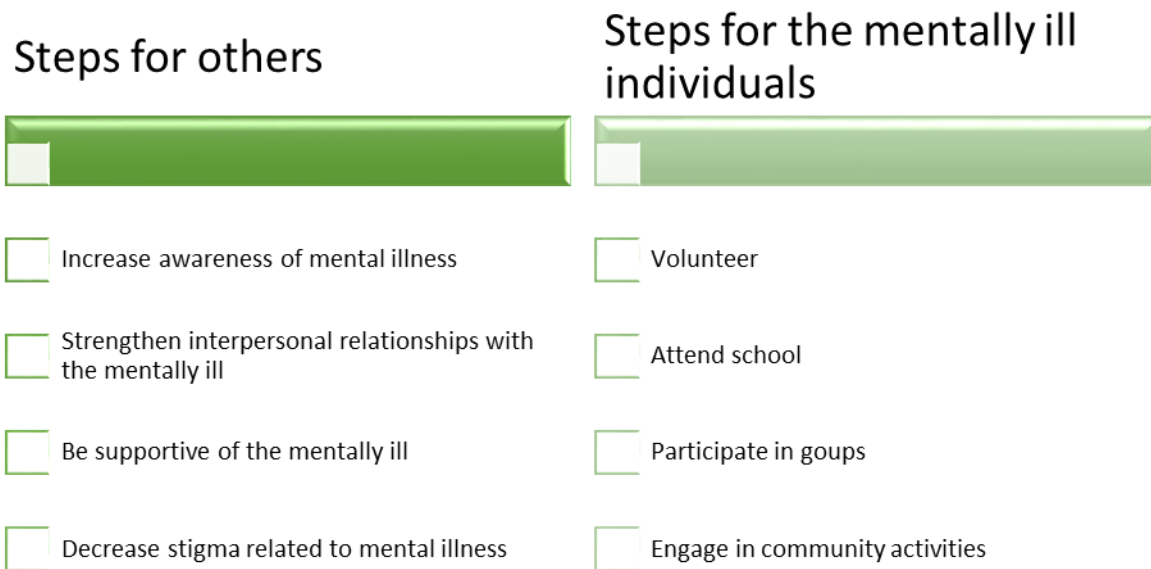 Steps for others
Increase awareness of mental illness
Strengthen interpersonal relationships with
the mentally ill
Be supportive of the mentally ill
Decrease stigma related to mental illness
Steps for the mentally ill
individuals
Volunteer
Attend school
Participate in goups
Engage in community activities